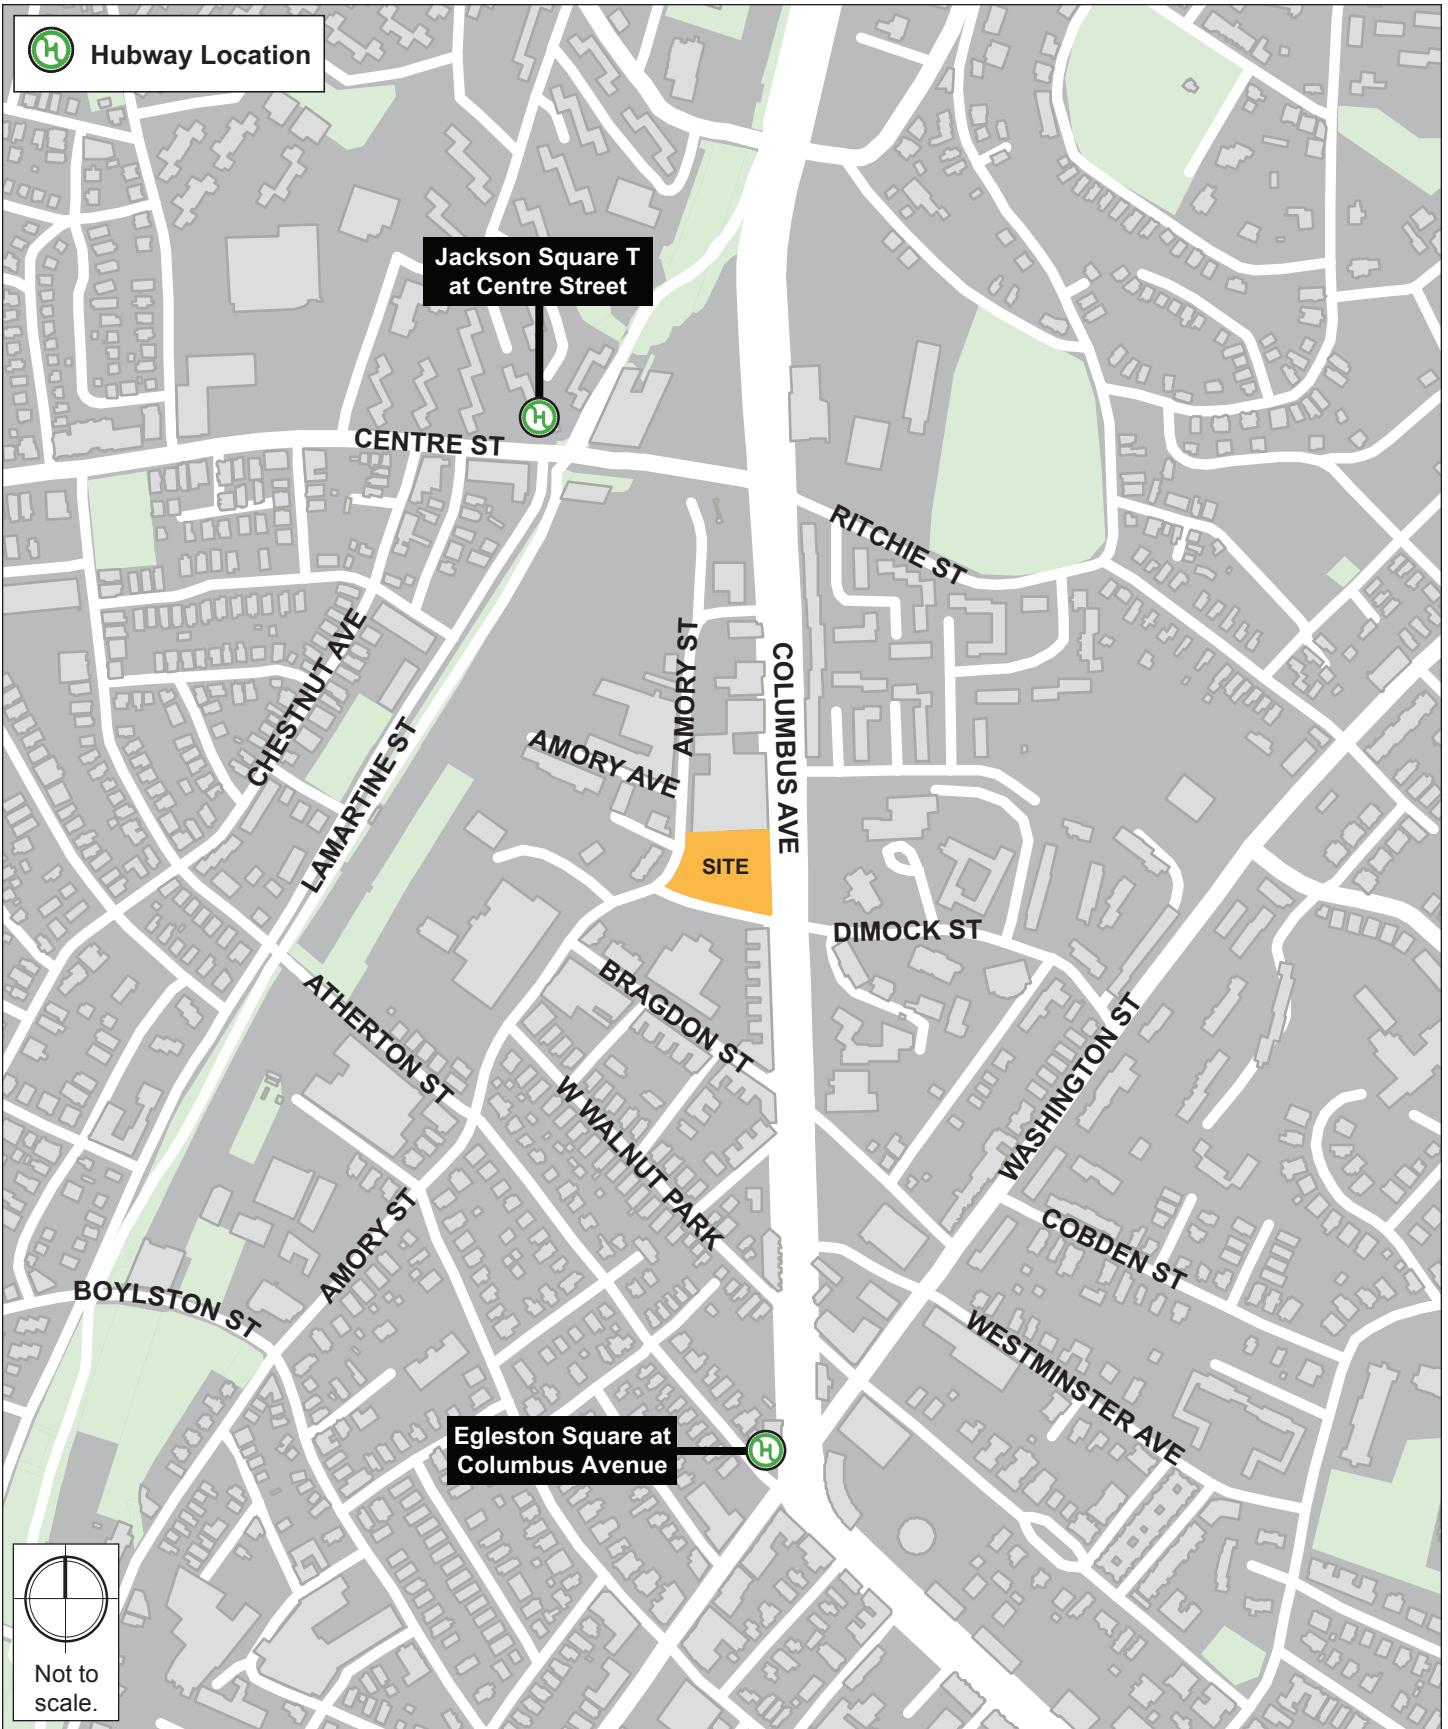 Hubway Location
Jackson Square T
at Centre Street
CENTRE ST
RITCHIE ST
CHESTNUT AVE
AMORY ST
COLUMBUS AVE
LAMARTINE ST
AMORY AVE
SITE
DIMOCK ST
BRAGDON ST
ATHERTON ST
WASHINGTON ST
W WALNUT PARK
AMORY ST
COBDEN ST
BOYLSTON ST
WESTMINSTER AVE
Egleston Square at
Columbus Avenue
Not to
scale.